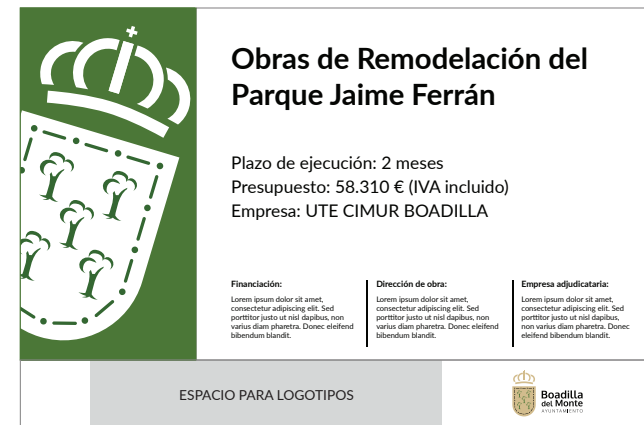 Obras de Remodelación del
Parque Jaime Ferrán
Plazo de ejecución: 2 meses
Presupuesto: 58.310 € (IVA incluido)
Empresa: UTE CIMUR BOADILLA
Financiación:
Lorem ipsum dolor sit amet,
consectetur adipiscing elit. Sed
porttitor justo ut nisl dapibus, non
varius diam pharetra. Donec eleifend
bibendum blandit.
Dirección de obra:
Lorem ipsum dolor sit amet,
consectetur adipiscing elit. Sed
porttitor justo ut nisl dapibus, non
varius diam pharetra. Donec eleifend
bibendum blandit.
Empresa adjudicataria:
Lorem ipsum dolor sit amet,
consectetur adipiscing elit. Sed
porttitor justo ut nisl dapibus,
non varius diam pharetra. Donec
eleifend bibendum blandit.
ESPACIO PARA LOGOTIPOS
Boadilla
del Monte
AYUNTAMIENTO